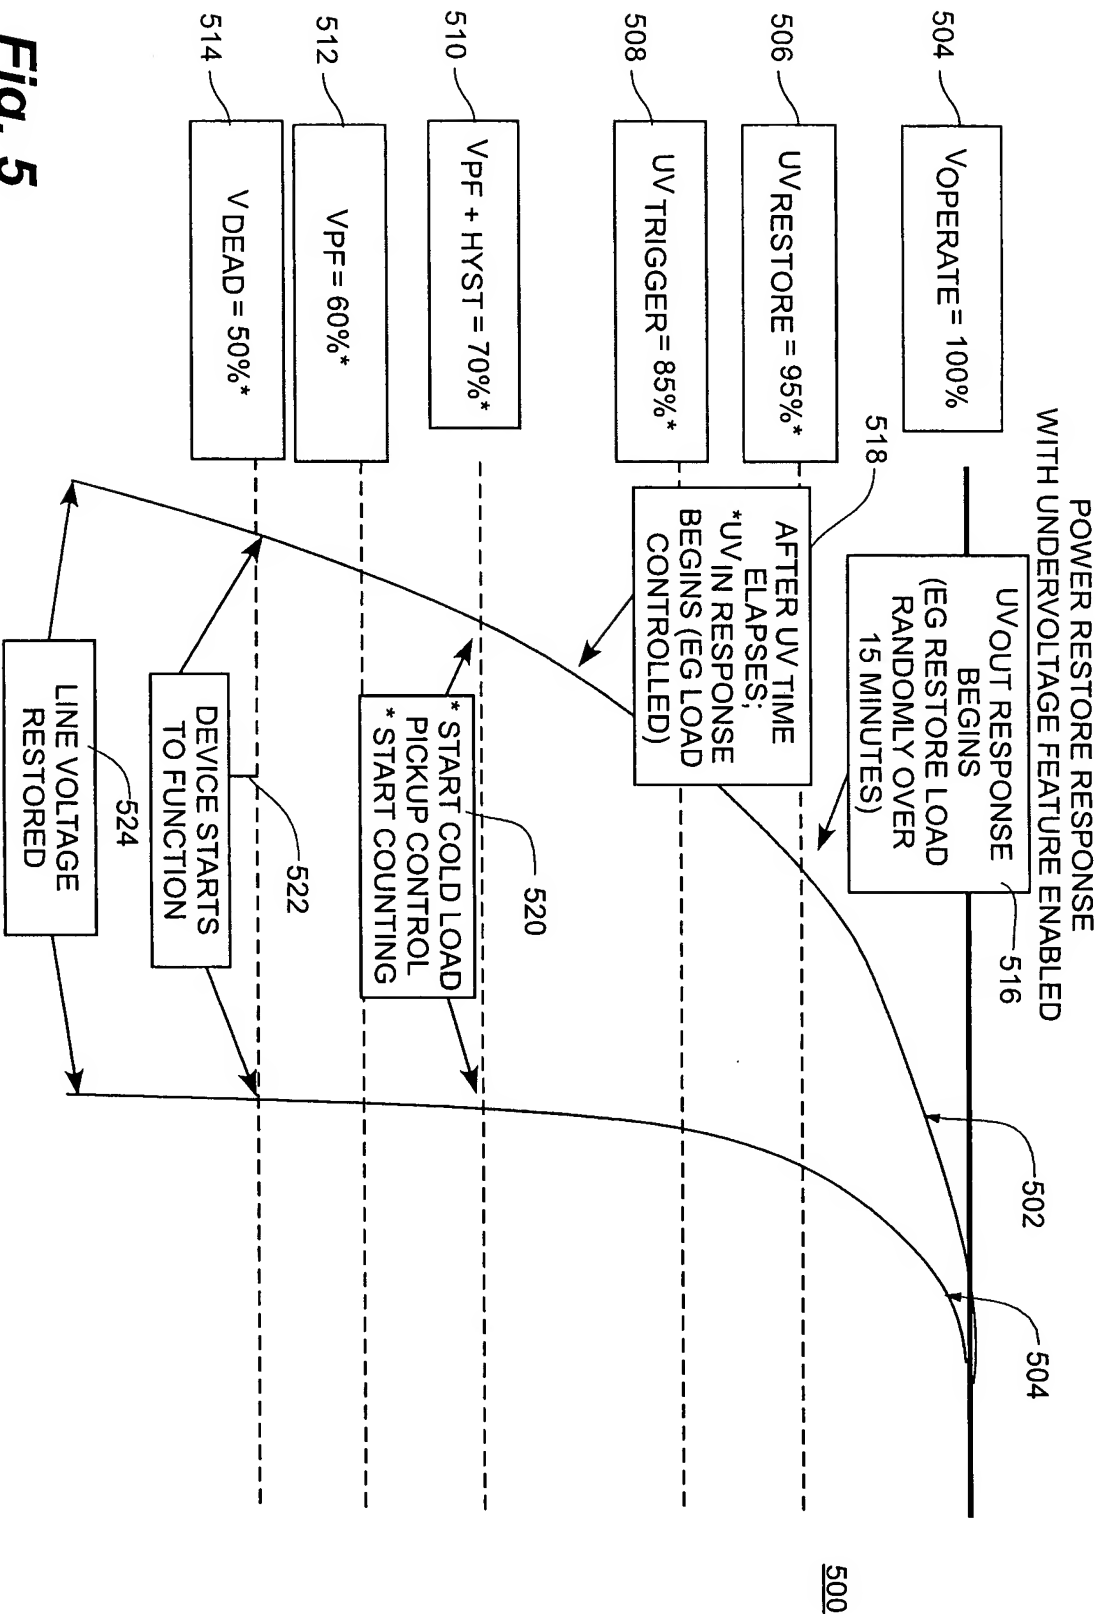 POWER RESTORE RESPONSE
WITH UNDERVOLTAGE FEATURE ENABLED
500
504
VOPERATE = 100%
506
UVRESTORE = 95%*
508
UVTRIGGER = 85%*
510
VPF + HYST = 70%*
512
VPF = 60%*
514
VDEAD = 50%*
UVOUT RESPONSE
BEGINS
(EG RESTORE LOAD
RANDOMLY OVER
15 MINUTES)
516
518
AFTER UV TIME
ELAPSES;
*UVIN RESPONSE
BEGINS (EG LOAD
CONTROLLED)
502
504
520
* START COLD LOAD
PICKUP CONTROL
* START COUNTING
522
DEVICE STARTS
TO FUNCTION
524
LINE VOLTAGE
RESTORED
Fig. 5